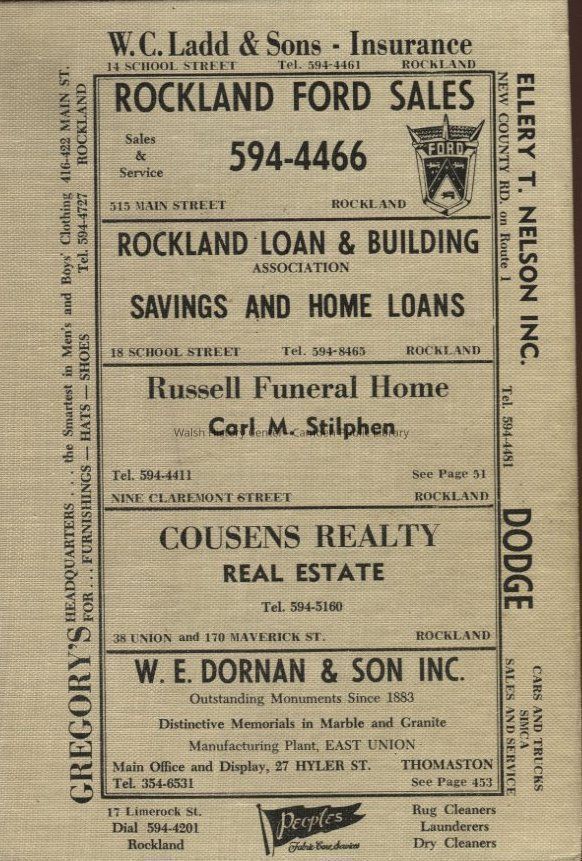 W. C. Ladd & Sons - Insurance
14 SCHOOL STREET Tel. 594-4461 ROCKLAND
ROCKLAND FORD SALES
Sales
&
Service
594-4466
FORD
515 MAIN STREET ROCKLAND
ROCKLAND LOAN & BUILDING
ASSOCIATION
SAVINGS AND HOME LOANS
18 SCHOOL STREET Tel. 594-8465 ROCKLAND
Russell Funeral Home
Carl M. Stilphen
Walsh History Center - Camden Public Library
Tel. 594-4411 See Page 51
NINE CLAREMONT STREET ROCKLAND
COUSENS REALTY
REAL ESTATE
Tel. 594-5160
38 UNION and 170 MAVERICK ST. ROCKLAND
W. E. DORNAN & SON INC.
Outstanding Monuments Since 1883
Distinctive Memorials in Marble and Granite
Manufacturing Plant, EAST UNION
Main Office and Display, 27 HYLER ST. THOMASTON
Tel. 354-6531 See Page 453
GREGORY'S
HEADQUARTERS . . . the Smartest in Men's and Boys' Clothing 416-422 MAIN ST.
FOR . . . FURNISHINGS — HATS — SHOES Tel. 594-4727 ROCKLAND
ELLERY T. NELSON INC.
NEW COUNTY RD. on Route 1 Tel. 594-4481
DODGE
CARS AND TRUCKS
SIMCA
SALES AND SERVICE
17 Limerock St.
Dial 594-4201
Rockland
Peoples
Rug Cleaners
Launderers
Dry Cleaners